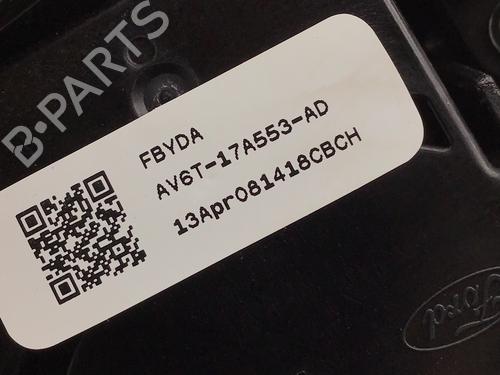 B-PARTS
FBYDA
AV6T-17A553-AD
13Apr081418CBCH
Ford